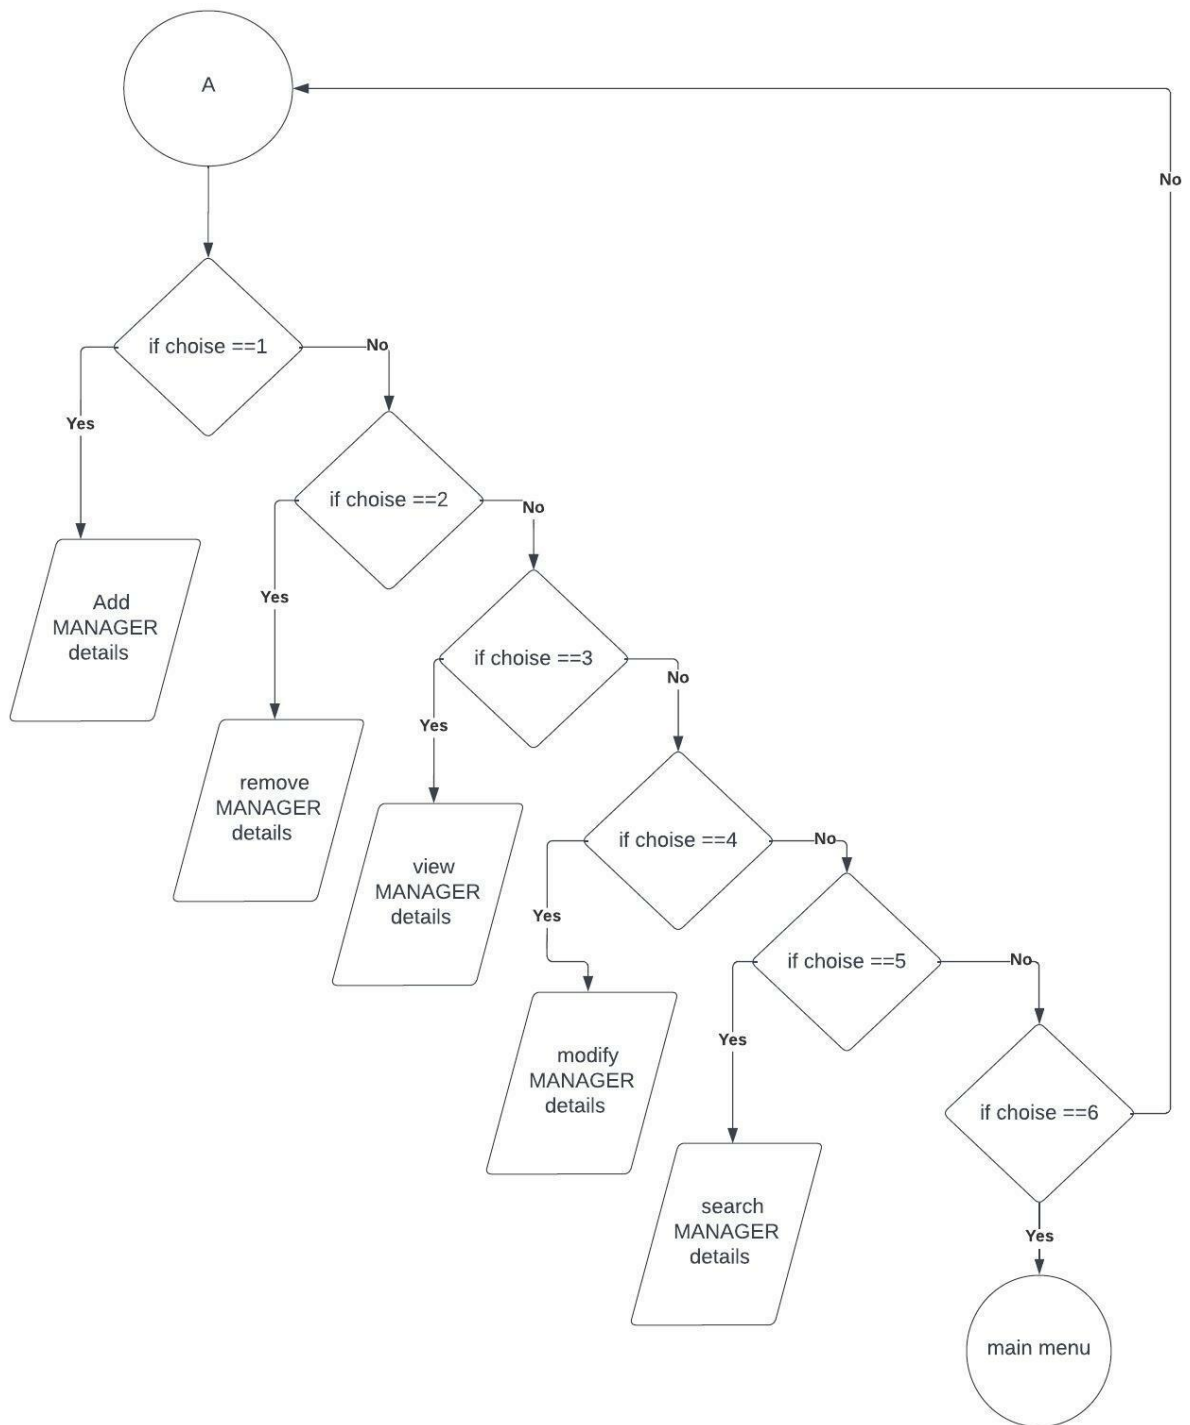 A
No
if choise ==1
No
Yes
if choise ==2
No
Yes
Add
MANAGER
details
if choise ==3
No
Yes
remove
MANAGER
details
if choise ==4
No
Yes
view
MANAGER
details
if choise ==5
No
Yes
modify
MANAGER
details
if choise ==6
Yes
search
MANAGER
details
Yes
main menu